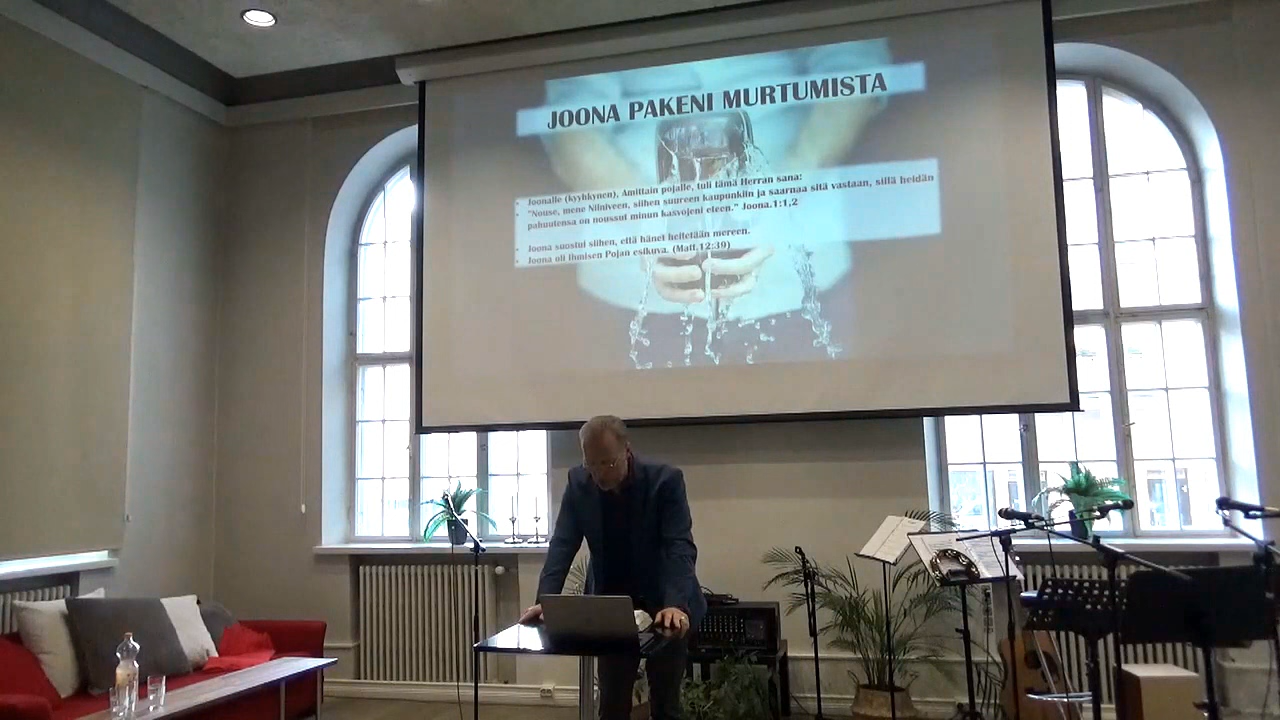 JOONA PAKENI MURTUMISTA
Joonalle (kyyhkynen), Amittain pojalle, tuli tämä Herran sana:
"Nouse, mene Niiniveen, siihen suureen kaupunkiin ja saarnaa sitä vastaan, sillä heidän
pahuutensa on noussut minun kasvojeni eteen." Joona.1:1,2
Joona suostui siihen, että hänet heitetään mereen.
Joona oli Ihmisen Pojan esikuva. (Matt.12:39)